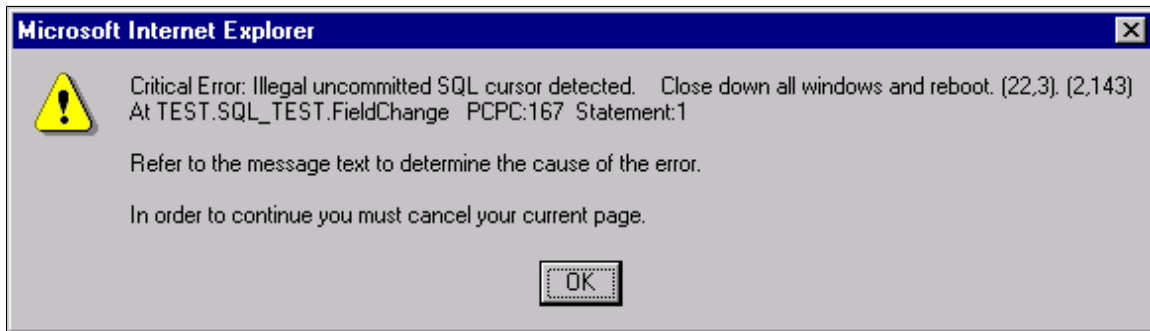 Microsoft Internet Explorer
Critical Error: Illegal uncommitted SQL cursor detected.   Close down all windows and reboot. (22,3). (2,143)
At TEST.SQL_TEST.FieldChange  PCPC:167  Statement:1
Refer to the message text to determine the cause of the error.
In order to continue you must cancel your current page.
OK